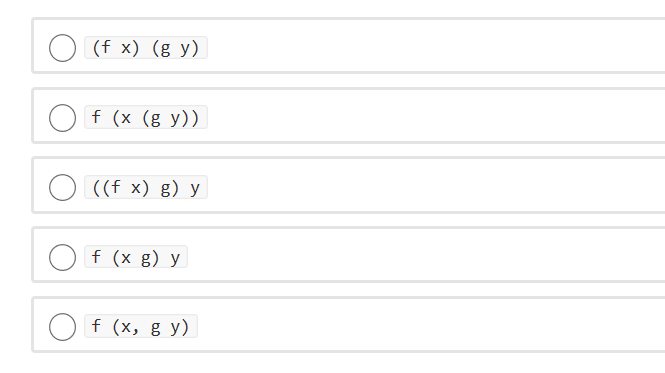 (f x) (g y)
f (x (g y))
((f x) g) y
f (x g) y
f (x, g y)